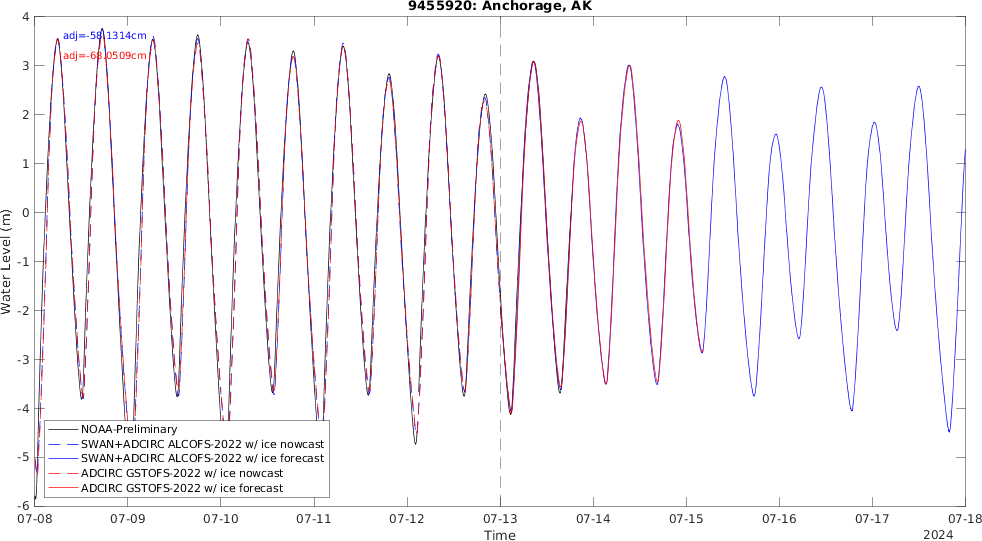 9455920: Anchorage, AK
adj=-58.1314cm
adj=-68.0509cm
Water Level (m)
4
3
2
1
0
-1
-2
-3
-4
-5
-6
NOAA-Preliminary
SWAN+ADCIRC ALCOFS-2022 w/ ice nowcast
SWAN+ADCIRC ALCOFS-2022 w/ ice forecast
ADCIRC GSTOFS-2022 w/ ice nowcast
ADCIRC GSTOFS-2022 w/ ice forecast
07-08 07-09 07-10 07-11 07-12 07-13 07-14 07-15 07-16 07-17 07-18
Time
2024